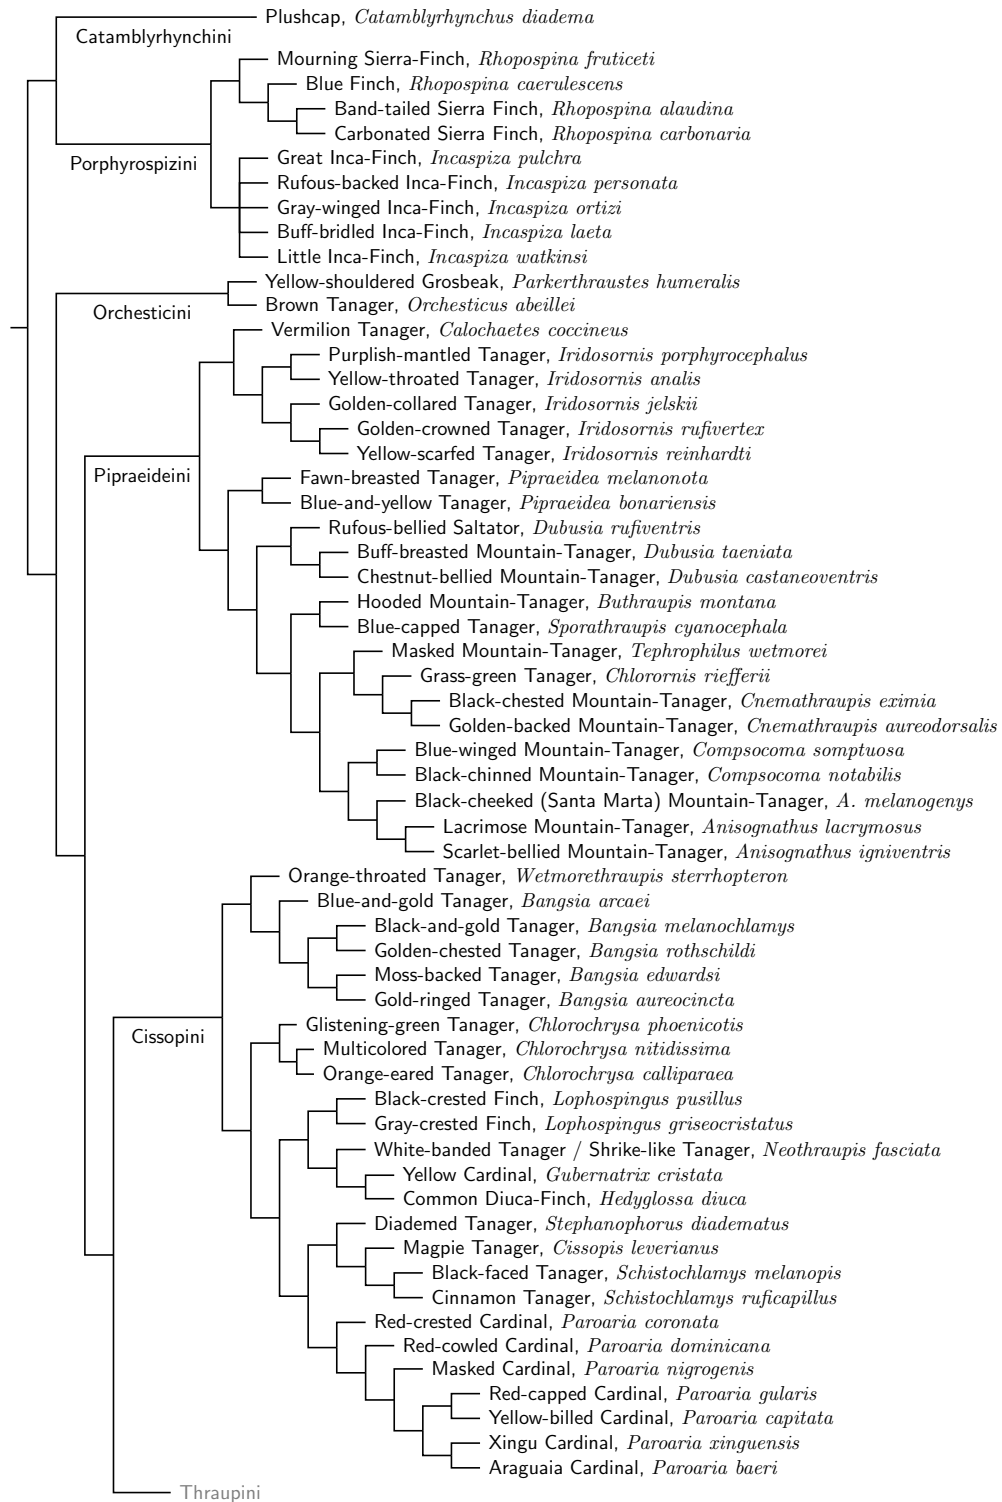 Plushcap, Catamblyrhynchus diadema
Catamblyrhynchini
Mourning Sierra-Finch, Rhopospina fruticeti
Blue Finch, Rhopospina caerulescens
Band-tailed Sierra Finch, Rhopospina alaudina
Carbonated Sierra Finch, Rhopospina carbonaria
Porphyrospizini
Great Inca-Finch, Incaspiza pulchra
Rufous-backed Inca-Finch, Incaspiza personata
Gray-winged Inca-Finch, Incaspiza ortizi
Buff-bridled Inca-Finch, Incaspiza laeta
Little Inca-Finch, Incaspiza watkinsi
Yellow-shouldered Grosbeak, Parkerthraustes humeralis
Brown Tanager, Orchesticus abeillei
Orchesticini
Vermilion Tanager, Calochaetes coccineus
Purplish-mantled Tanager, Iridosornis porphyrocephalus
Yellow-throated Tanager, Iridosornis analis
Golden-collared Tanager, Iridosornis jelskii
Golden-crowned Tanager, Iridosornis rufivertex
Yellow-scarfed Tanager, Iridosornis reinhardti
Pipraeideini
Fawn-breasted Tanager, Pipraeidea melanonota
Blue-and-yellow Tanager, Pipraeidea bonariensis
Rufous-bellied Saltator, Dubusia rufiventris
Buff-breasted Mountain-Tanager, Dubusia taeniata
Chestnut-bellied Mountain-Tanager, Dubusia castaneoventris
Hooded Mountain-Tanager, Buthraupis montana
Blue-capped Tanager, Sporathraupis cyanocephala
Masked Mountain-Tanager, Tephrophilus wetmorei
Grass-green Tanager, Chlorornis riefferii
Black-chested Mountain-Tanager, Cnemathraupis eximia
Golden-backed Mountain-Tanager, Cnemathraupis aureodorsalis
Blue-winged Mountain-Tanager, Compsocoma somptuosa
Black-chinned Mountain-Tanager, Compsocoma notabilis
Black-cheeked (Santa Marta) Mountain-Tanager, A. melanogenys
Lacrimose Mountain-Tanager, Anisognathus lacrymosus
Scarlet-bellied Mountain-Tanager, Anisognathus igniventris
Orange-throated Tanager, Wetmorethraupis sterrhopteron
Blue-and-gold Tanager, Bangsia arcaei
Black-and-gold Tanager, Bangsia melanochlamys
Golden-chested Tanager, Bangsia rothschildi
Moss-backed Tanager, Bangsia edwardsi
Gold-ringed Tanager, Bangsia aureocincta
Glistening-green Tanager, Chlorochrysa phoenicotis
Cissopini
Multicolored Tanager, Chlorochrysa nitidissima
Orange-eared Tanager, Chlorochrysa calliparaea
Black-crested Finch, Lophospingus pusillus
Gray-crested Finch, Lophospingus griseocristatus
White-banded Tanager / Shrike-like Tanager, Neothraupis fasciata
Yellow Cardinal, Gubernatrix cristata
Common Diuca-Finch, Hedyglossa diuca
Diademed Tanager, Stephanophorus diadematus
Magpie Tanager, Cissopis leverianus
Black-faced Tanager, Schistochlamys melanopis
Cinnamon Tanager, Schistochlamys ruficapillus
Red-crested Cardinal, Paroaria coronata
Red-cowled Cardinal, Paroaria dominicana
Masked Cardinal, Paroaria nigrogenis
Red-capped Cardinal, Paroaria gularis
Yellow-billed Cardinal, Paroaria capitata
Xingu Cardinal, Paroaria xinguensis
Araguaia Cardinal, Paroaria baeri
Thraupini